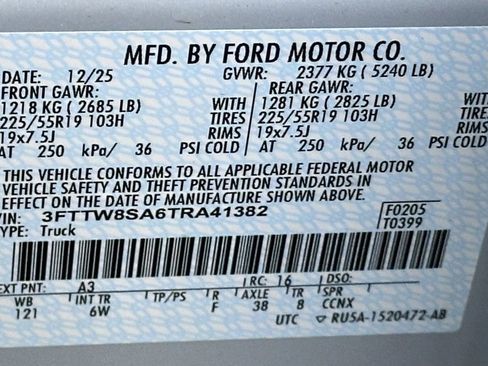 MFD. BY FORD MOTOR CO.
DATE: 12/25 GVWR: 2377 KG ( 5240 LB)
FRONT GAWR: REAR GAWR:
1218 KG ( 2685 LB) WITH 1281 KG ( 2825 LB) WITH
225/55R19 103H TIRES 225/55R19 103H TIRES
19x7.5J RIMS 19x7.5J RIMS
AT 250 kPa/ 36 PSI COLD AT 250 kPa/ 36 PSI COLD
THIS VEHICLE CONFORMS TO ALL APPLICABLE FEDERAL MOTOR
VEHICLE SAFETY AND THEFT PREVENTION STANDARDS IN
EFFECT ON THE DATE OF MANUFACTURE SHOWN ABOVE.
VIN: 3FTTW8SA6TRA41382 F0205
TYPE: Truck T0399
EXT PNT: A3 RC: 16 DSO:
WB INT TR TP/PS R AXLE TR SPR
121 6W F 38 8 CCNX
UTC RU5A-1520472-AB